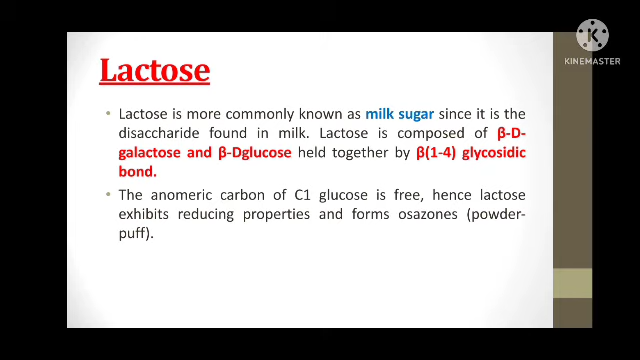 KINEMASTER
Lactose
• Lactose is more commonly known as milk sugar since it is the
disaccharide found in milk. Lactose is composed of β-D-
galactose and β-Dglucose held together by β(1-4) glycosidic
bond.
• The anomeric carbon of C1 glucose is free, hence lactose
exhibits reducing properties and forms osazones (powder-
puff).